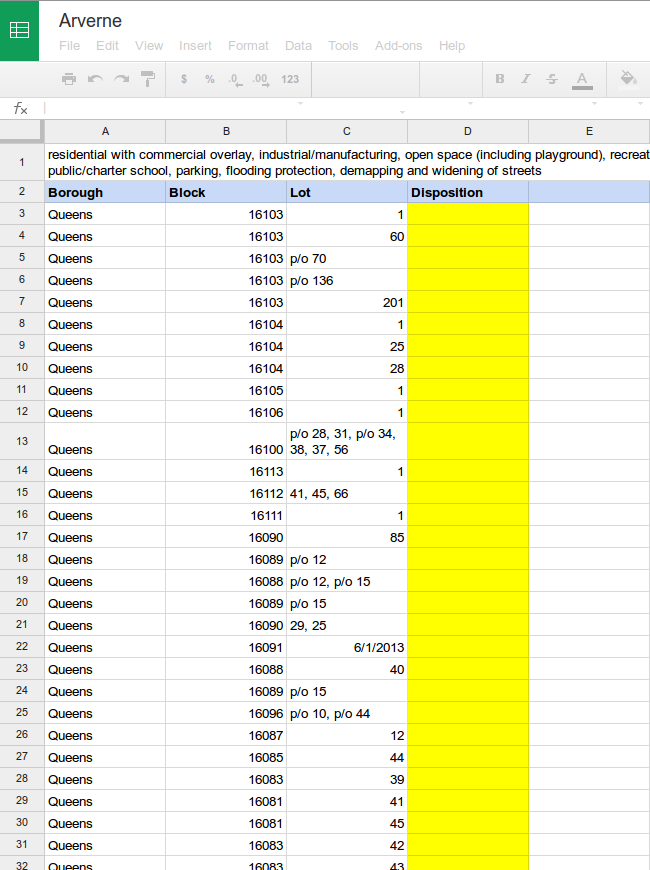 Arverne
File Edit View Insert Format Data Tools Add-ons Help
$ % .0 .00 123 B I S A
fx
A B C D E
1 residential with commercial overlay, industrial/manufacturing, open space (including playground), recreat
public/charter school, parking, flooding protection, demapping and widening of streets
2 Borough Block Lot Disposition
3 Queens 16103 1
4 Queens 16103 60
5 Queens 16103 p/o 70
6 Queens 16103 p/o 136
7 Queens 16103 201
8 Queens 16104 1
9 Queens 16104 25
10 Queens 16104 28
11 Queens 16105 1
12 Queens 16106 1
p/o 28, 31, p/o 34,
13 Queens 16100 38, 37, 56
14 Queens 16113 1
15 Queens 16112 41, 45, 66
16 Queens 16111 1
17 Queens 16090 85
18 Queens 16089 p/o 12
19 Queens 16088 p/o 12, p/o 15
20 Queens 16089 p/o 15
21 Queens 16090 29, 25
22 Queens 16091 6/1/2013
23 Queens 16088 40
24 Queens 16089 p/o 15
25 Queens 16096 p/o 10, p/o 44
26 Queens 16087 12
27 Queens 16085 44
28 Queens 16083 39
29 Queens 16081 41
30 Queens 16081 45
31 Queens 16083 42
32 Queens 16083 43